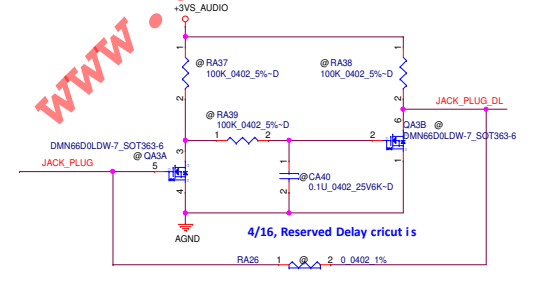 +3VS_AUDIO
www.
1
1
@ RA37
100K_0402_5%~D
@ RA38
100K_0402_5%~D
2
2
JACK_PLUG_DL
@ RA39
100K_0402_5%~D
1 2
6
QA3B @
DMN66D0LDW-7_SOT363-6
2
DMN66D0LDW-7_SOT363-6
@ QA3A
3
JACK_PLUG
5
1
1
@ CA40
0.1U_0402_25V6K~D
4
2
AGND
4/16, Reserved Delay cricut i s
RA26 1 @ 2 0_0402_1%